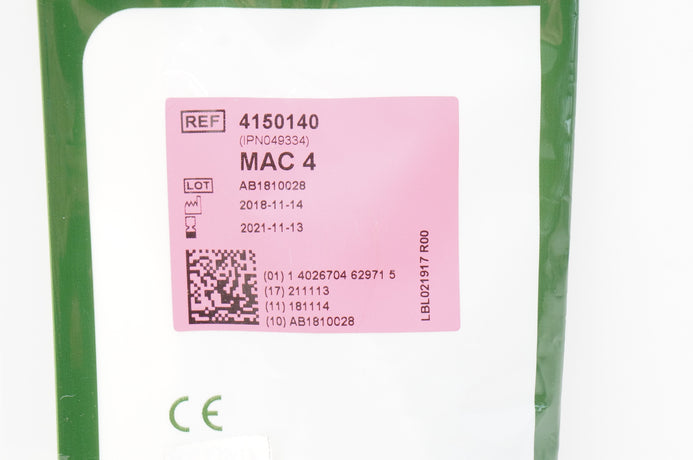 REF 4150140
(IPN049334)
MAC 4
LOT AB1810028
2018-11-14
2021-11-13
(01) 1 4026704 62971 5
(17) 211113
(11) 181114
(10) AB1810028
LBL021917 R00
CE